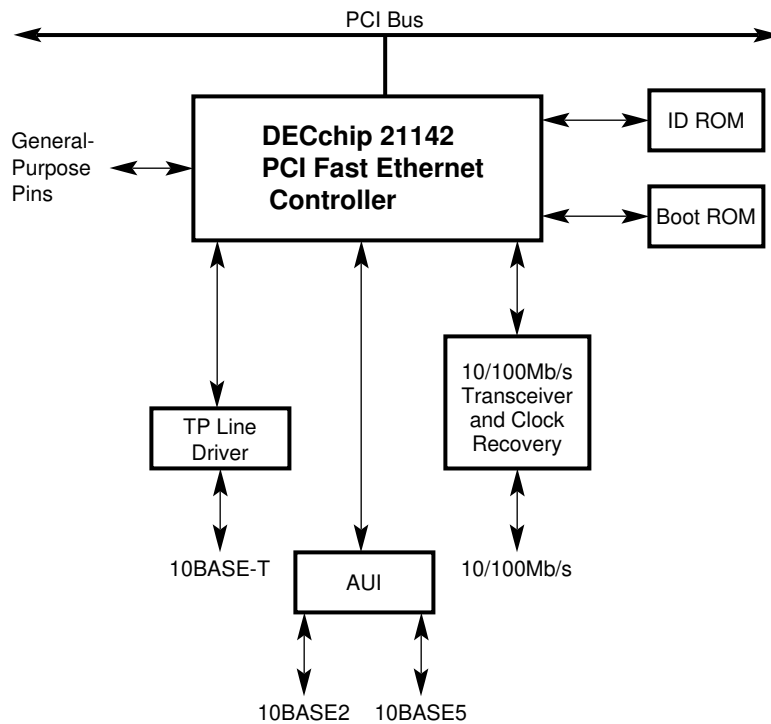 PCI Bus
DECchip 21142
PCI Fast Ethernet
Controller
ID ROM
General-
Purpose
Pins
Boot ROM
10/100Mb/s
Transceiver
and Clock
Recovery
TP Line
Driver
10BASE-T
AUI
10/100Mb/s
10BASE2
10BASE5